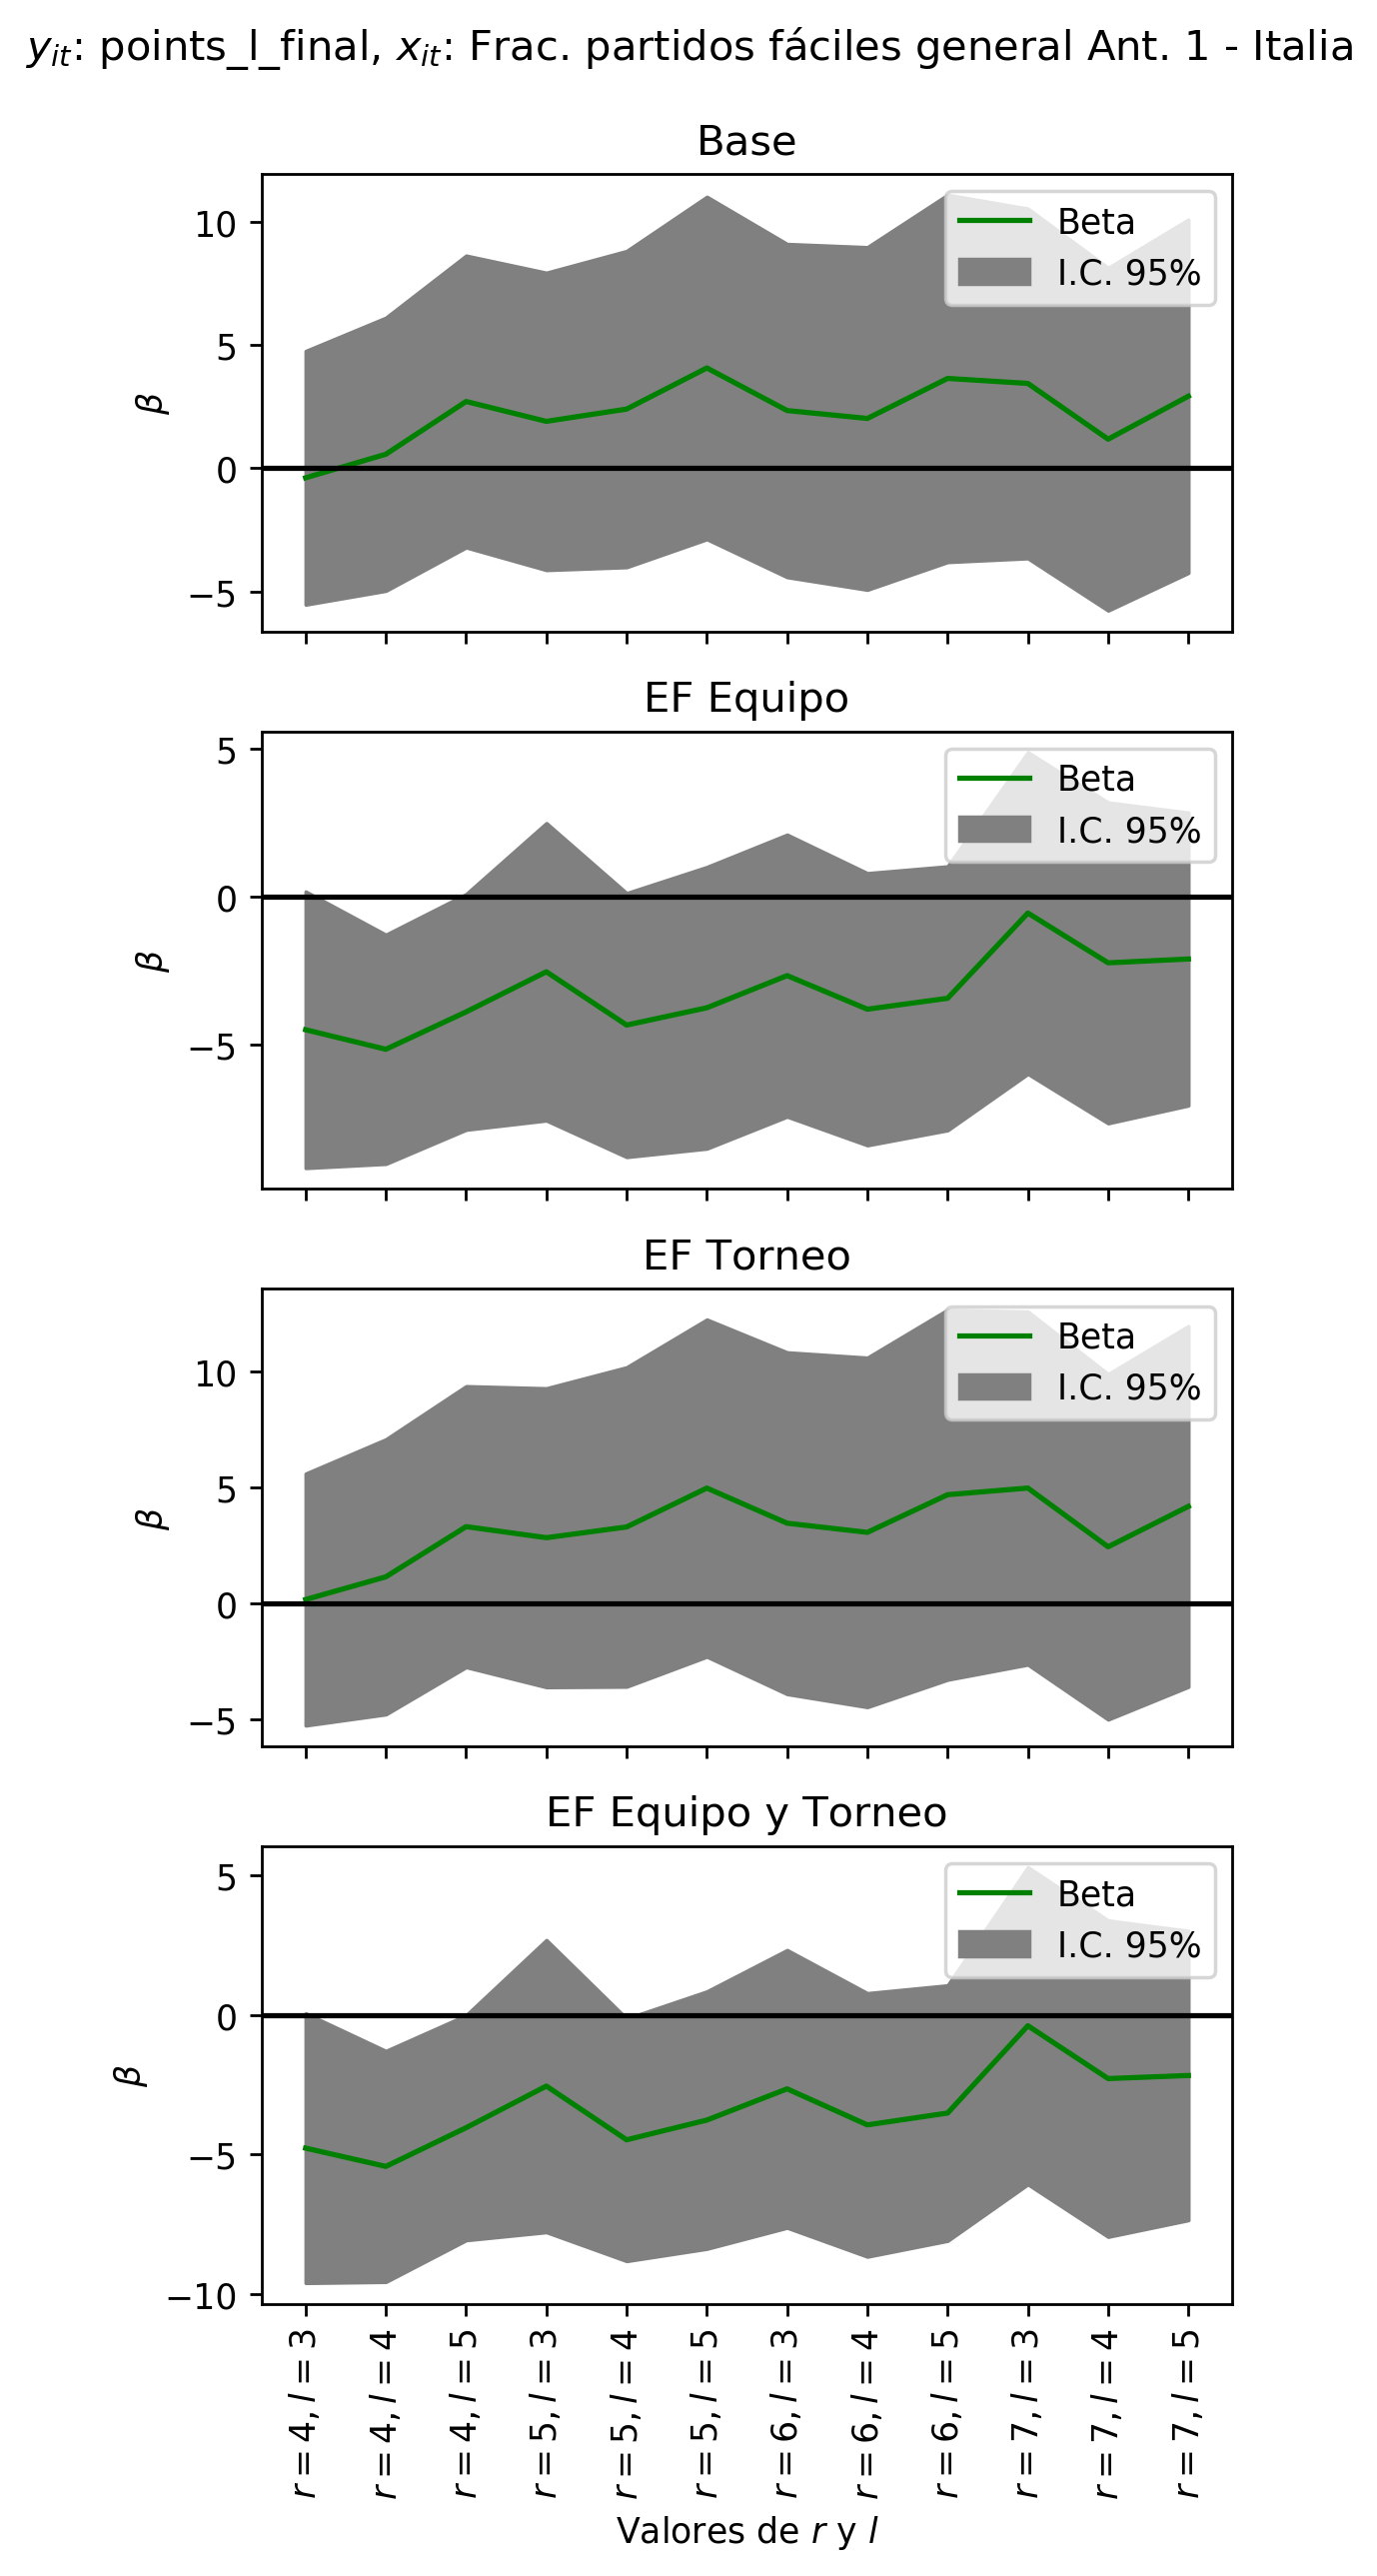 y_it: points_l_final, x_it: Frac. partidos fáciles general Ant. 1 - Italia
Base
10
5
0
−5
β
Beta
I.C. 95%
EF Equipo
5
0
−5
β
Beta
I.C. 95%
EF Torneo
10
5
0
−5
β
Beta
I.C. 95%
EF Equipo y Torneo
5
0
−5
−10
β
Beta
I.C. 95%
r = 4, l = 3
r = 4, l = 4
r = 4, l = 5
r = 5, l = 3
r = 5, l = 4
r = 5, l = 5
r = 6, l = 3
r = 6, l = 4
r = 6, l = 5
r = 7, l = 3
r = 7, l = 4
r = 7, l = 5
Valores de r y l